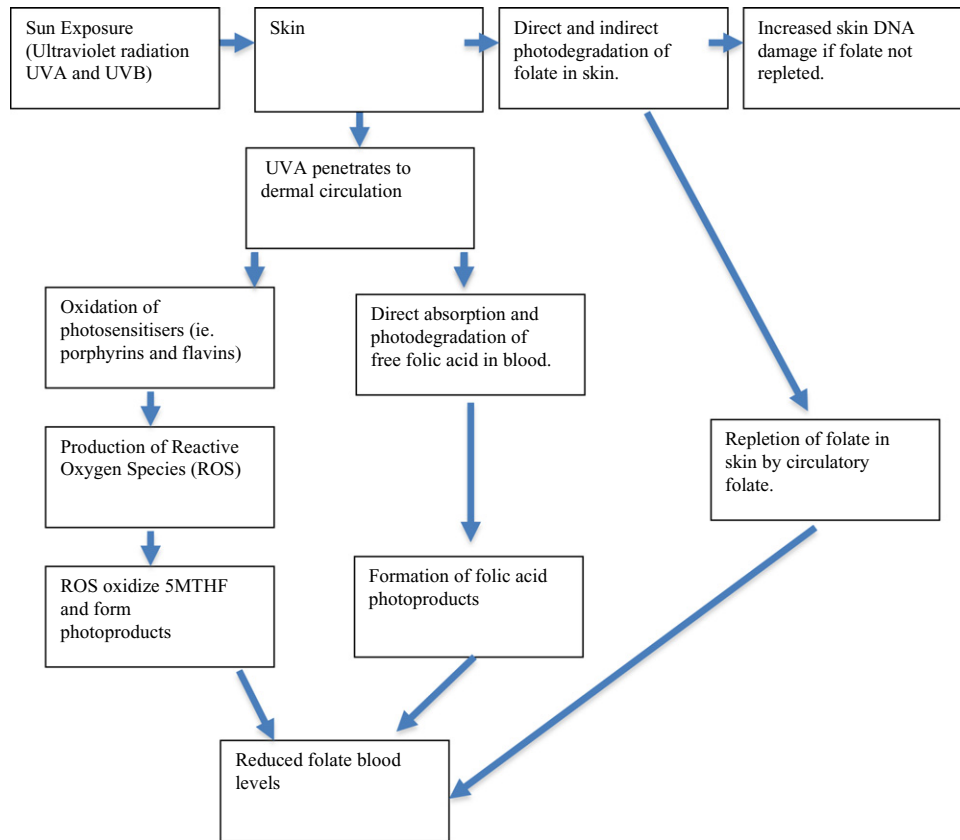 Sun Exposure
(Ultraviolet radiation
UVA and UVB)
Skin
Direct and indirect
photodegradation of
folate in skin.
Increased skin DNA
damage if folate not
repleted.
UVA penetrates to
dermal circulation
Oxidation of
photosensitisers (ie.
porphyrins and flavins)
Direct absorption and
photodegradation of
free folic acid in blood.
Production of Reactive
Oxygen Species (ROS)
Repletion of folate in
skin by circulatory
folate.
ROS oxidize 5MTHF
and form
photoproducts
Formation of folic acid
photoproducts
Reduced folate blood
levels